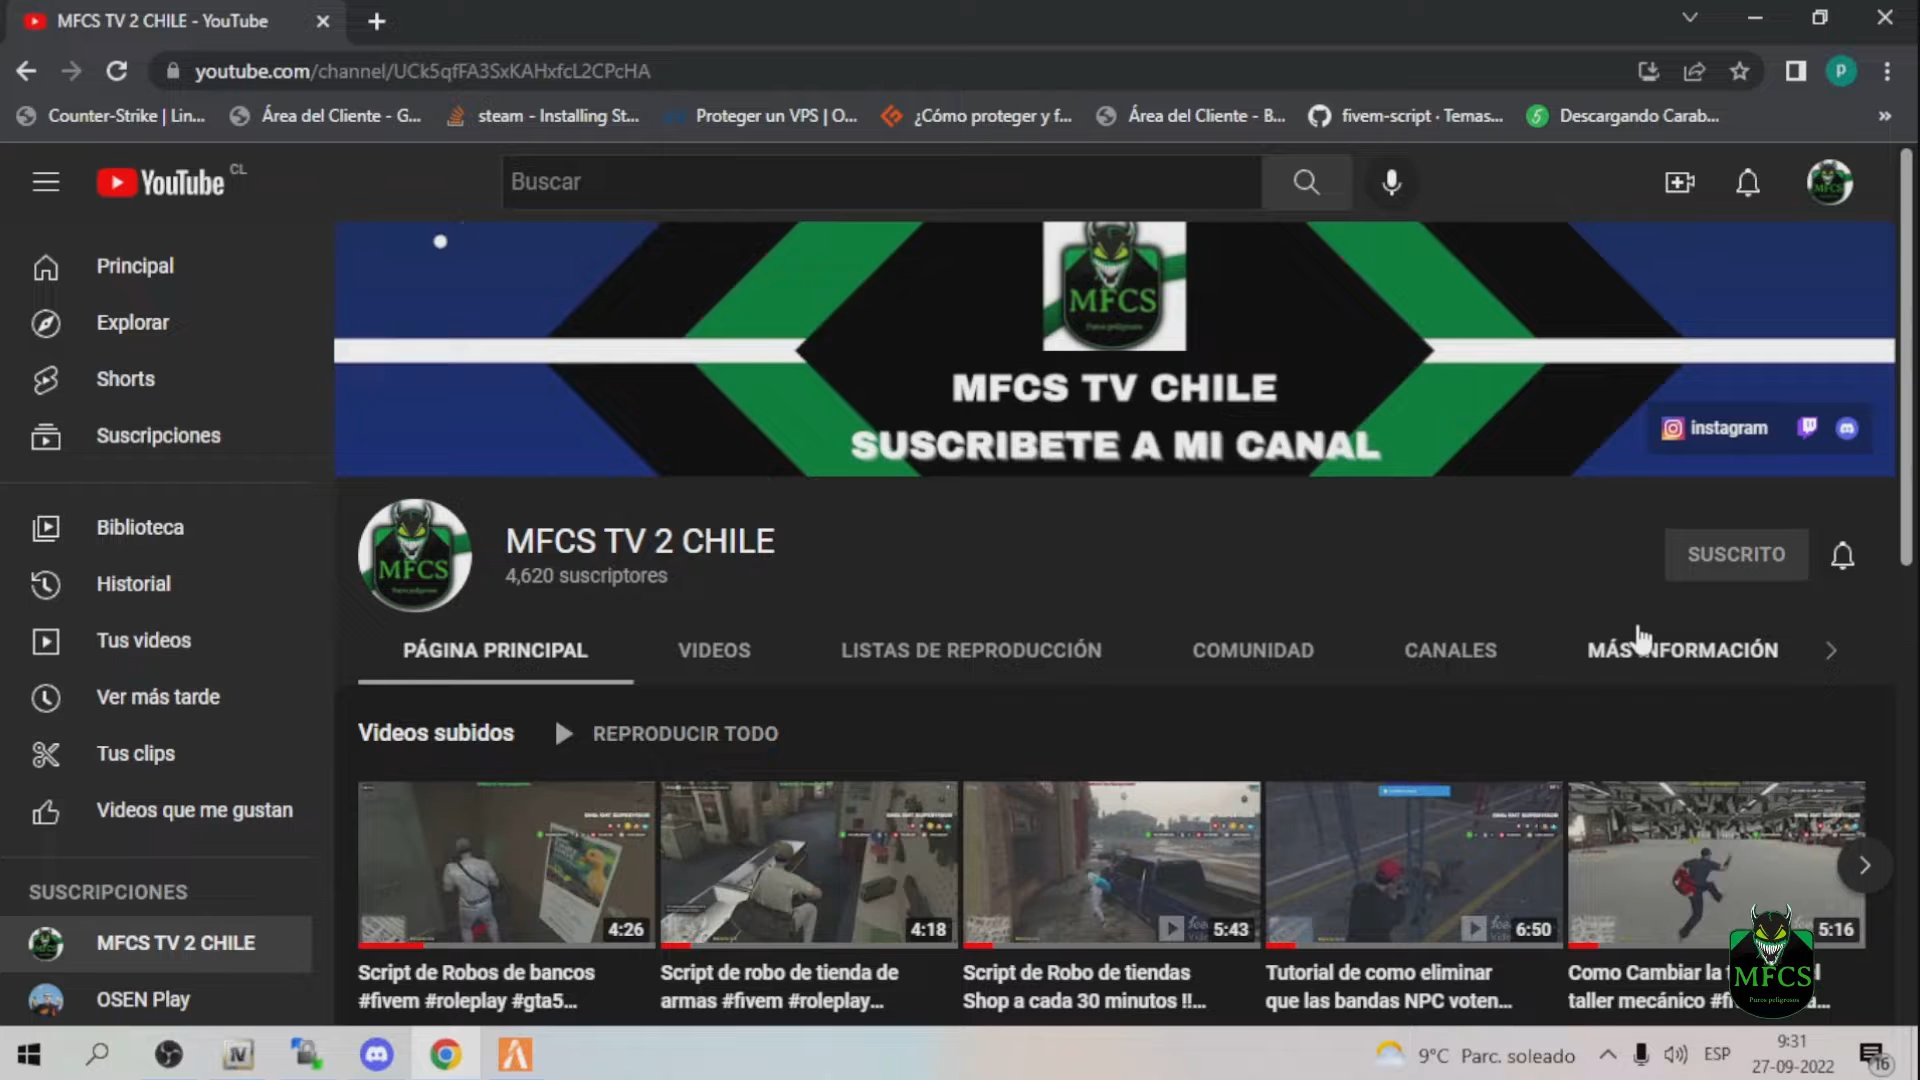 MFCS TV 2 CHILE - YouTube
youtube.com/channel/UCk5qfFA3SxKAHxfcL2CPcHA
P
Counter-Strike | Lin...
Área del Cliente - G...
steam - Installing St...
Proteger un VPS | O...
¿Cómo proteger y f...
Área del Cliente - B...
fivem-script · Temas...
Descargando Carab...
YouTube CL
Buscar
Principal
Explorar
Shorts
Suscripciones
Biblioteca
Historial
Tus videos
Ver más tarde
Tus clips
Videos que me gustan
SUSCRIPCIONES
MFCS TV 2 CHILE
OSEN Play
MFCS
Puros peligrosos
MFCS TV CHILE
SUSCRIBETE A MI CANAL
instagram
MFCS
MFCS TV 2 CHILE
4,620 suscriptores
SUSCRITO
PÁGINA PRINCIPAL
VIDEOS
LISTAS DE REPRODUCCIÓN
COMUNIDAD
CANALES
MÁS INFORMACIÓN
Videos subidos
REPRODUCIR TODO
4:26
4:18
5:43
6:50
5:16
Script de Robos de bancos
#fivem #roleplay #gta5...
Script de robo de tienda de
armas #fivem #roleplay...
Script de Robo de tiendas
Shop a cada 30 minutos !!...
Tutorial de como eliminar
que las bandas NPC voten...
Como Cambiar la
taller mecánico
MFCS
Puros peligrosos
9°C Parc. soleado
ESP
9:31
27-09-2022
16